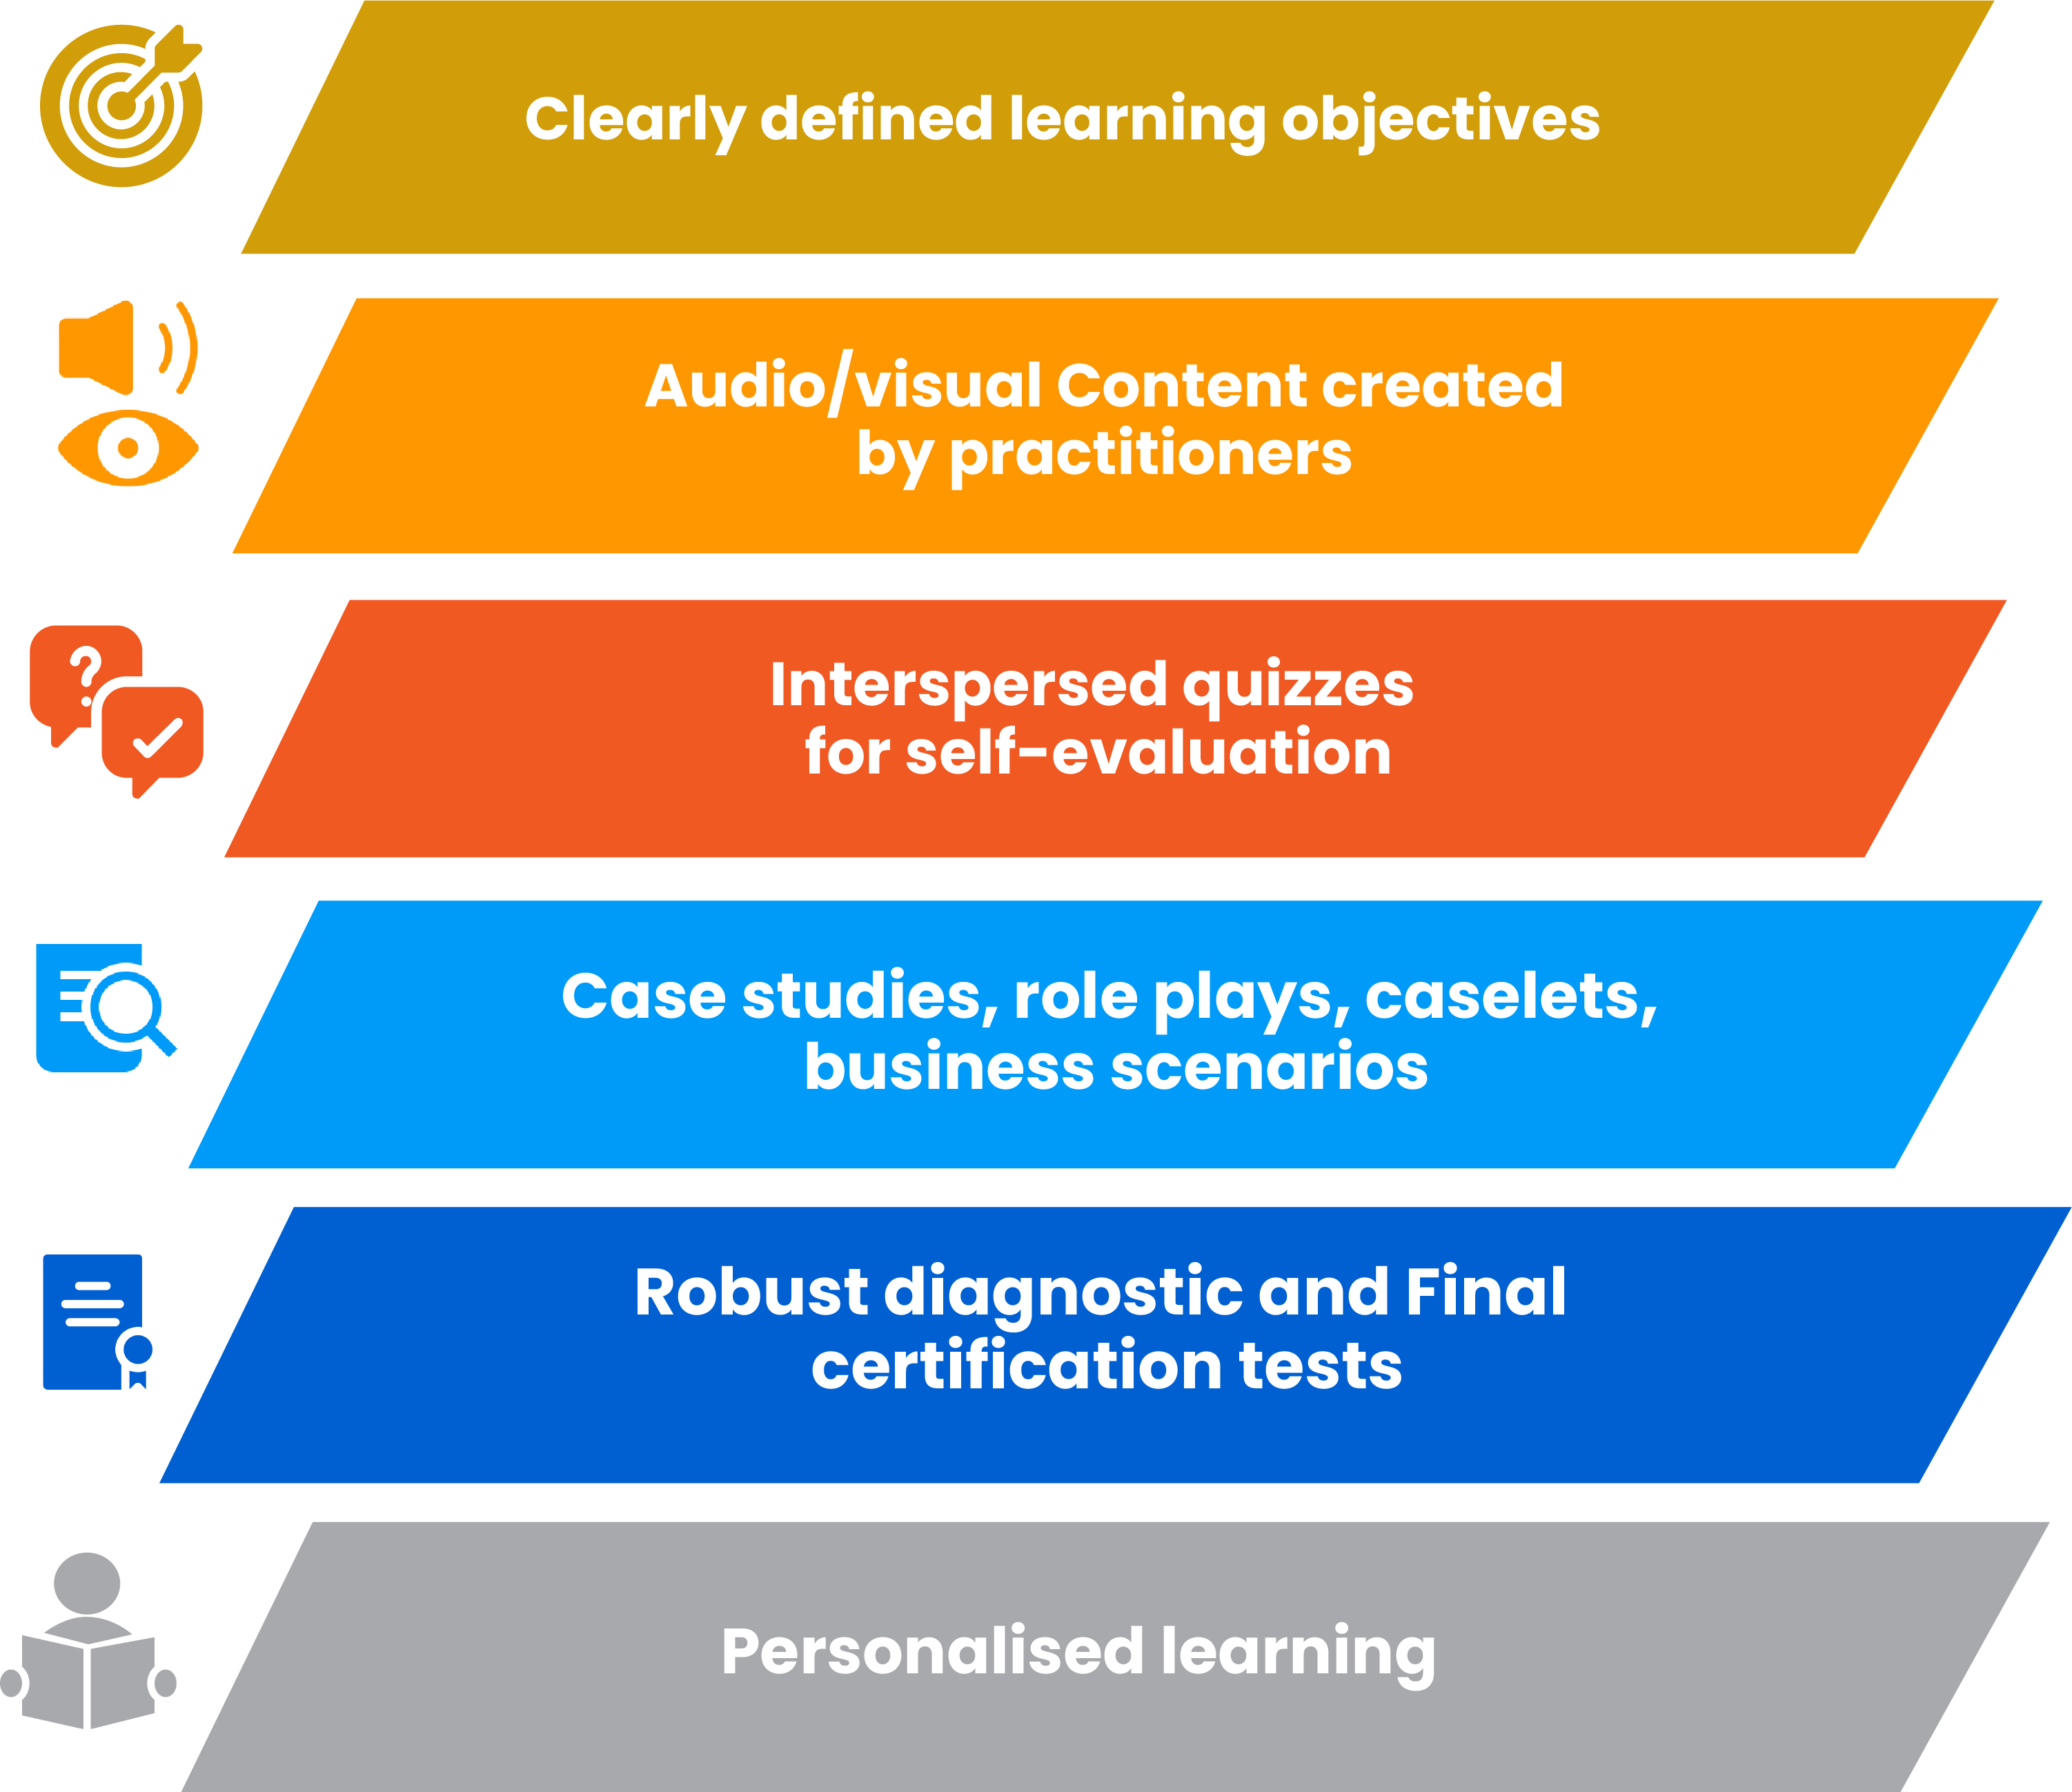 Clearly defined learning objectives
Audio/visual Content created
by practitioners
Interspersed quizzes
for self-evaluation
Case studies, role plays, caselets,
business scenarios
Robust diagnostic and Final
certification tests
Personalised learning